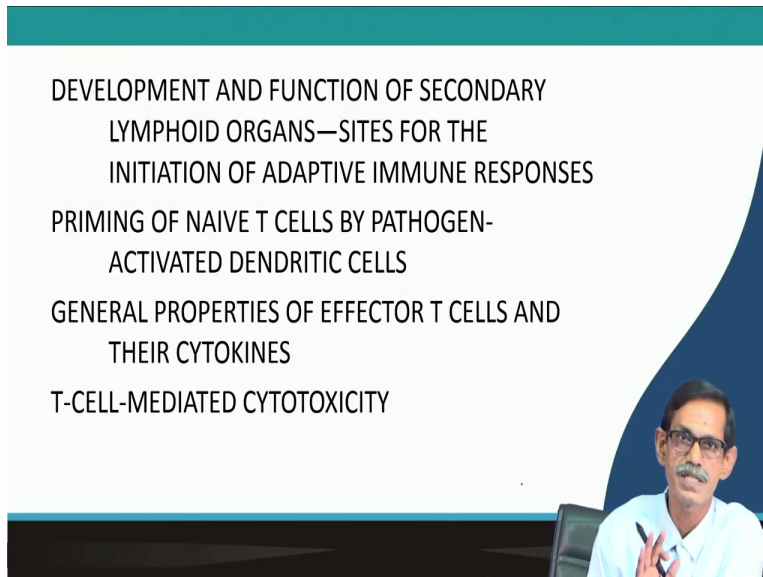 DEVELOPMENT AND FUNCTION OF SECONDARY
LYMPHOID ORGANS—SITES FOR THE
INITIATION OF ADAPTIVE IMMUNE RESPONSES
PRIMING OF NAIVE T CELLS BY PATHOGEN-
ACTIVATED DENDRITIC CELLS
GENERAL PROPERTIES OF EFFECTOR T CELLS AND
THEIR CYTOKINES
T-CELL-MEDIATED CYTOTOXICITY